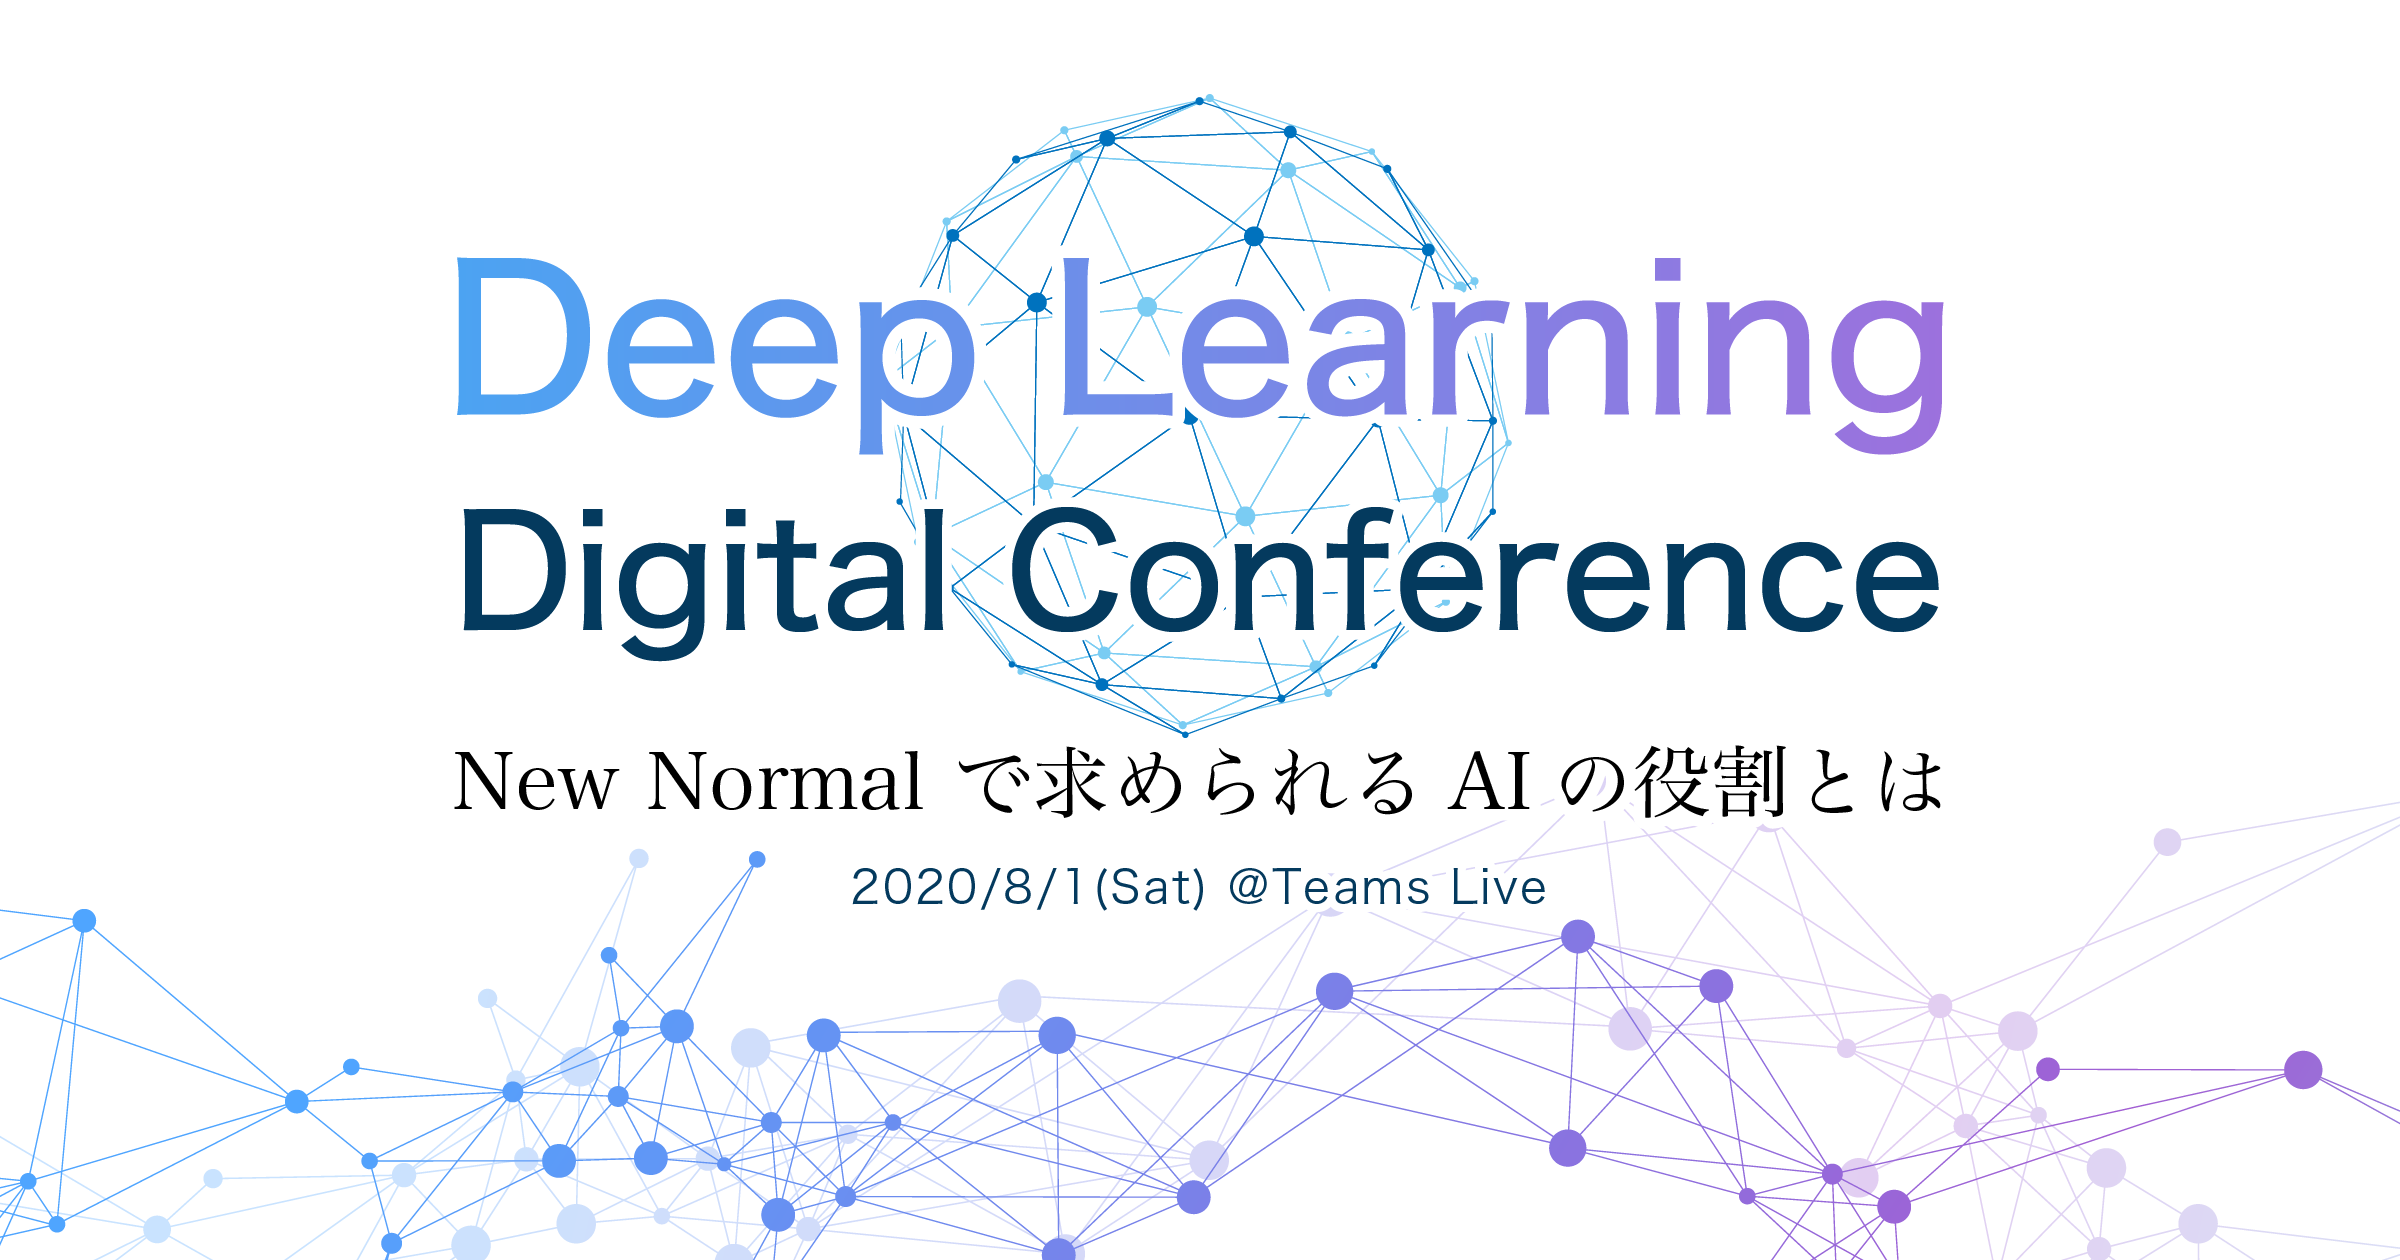 Deep Learning
Digital Conference
New Normal で求められる AI の役割とは
2020/8/1(Sat) @Teams Live